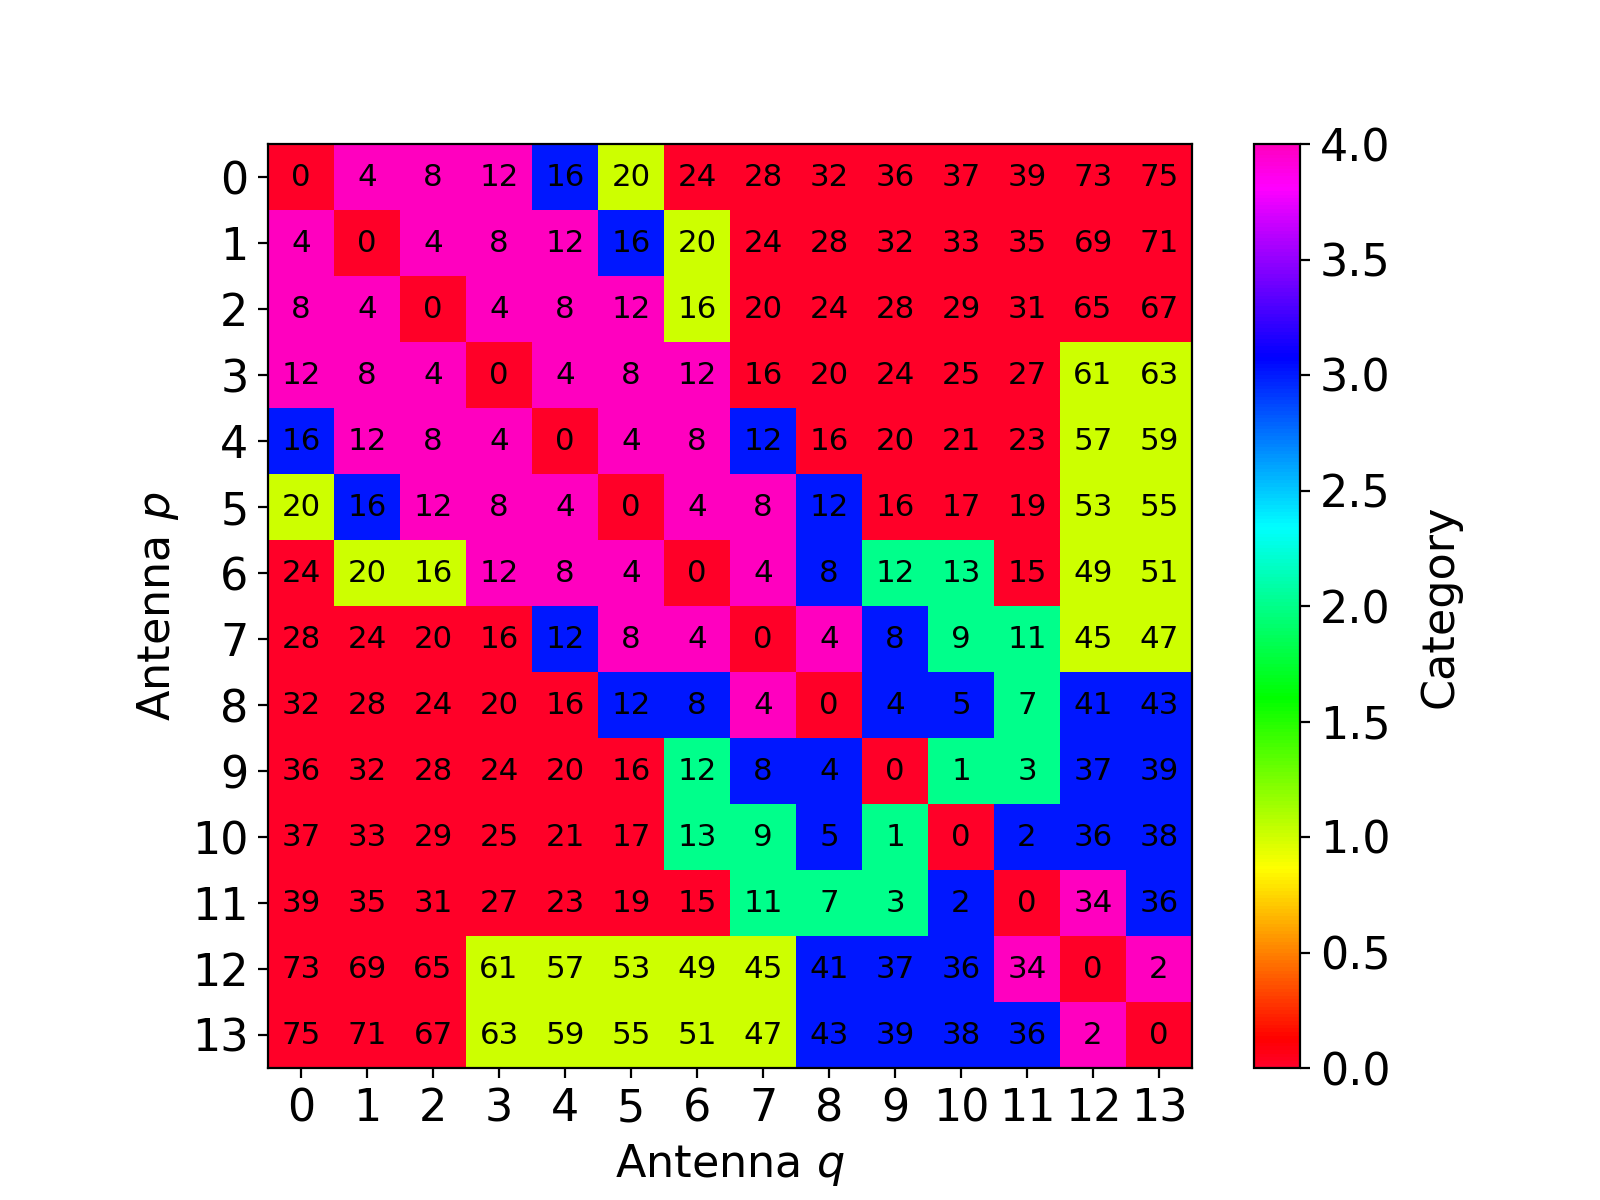 0 0 4 8 12 16 20 24 28 32 36 37 39 73 75
1 4 0 4 8 12 16 20 24 28 32 33 35 69 71
2 8 4 0 4 8 12 16 20 24 28 29 31 65 67
3 12 8 4 0 4 8 12 16 20 24 25 27 61 63
4 16 12 8 4 0 4 8 12 16 20 21 23 57 59
5 20 16 12 8 4 0 4 8 12 16 17 19 53 55
6 24 20 16 12 8 4 0 4 8 12 13 15 49 51
7 28 24 20 16 12 8 4 0 4 8 9 11 45 47
8 32 28 24 20 16 12 8 4 0 4 5 7 41 43
9 36 32 28 24 20 16 12 8 4 0 1 3 37 39
10 37 33 29 25 21 17 13 9 5 1 0 2 36 38
11 39 35 31 27 23 19 15 11 7 3 2 0 34 36
12 73 69 65 61 57 53 49 45 41 37 36 34 0 2
13 75 71 67 63 59 55 51 47 43 39 38 36 2 0
0 1 2 3 4 5 6 7 8 9 10 11 12 13
Antenna q
Antenna p
4.0
3.5
3.0
2.5
2.0
1.5
1.0
0.5
0.0
Category